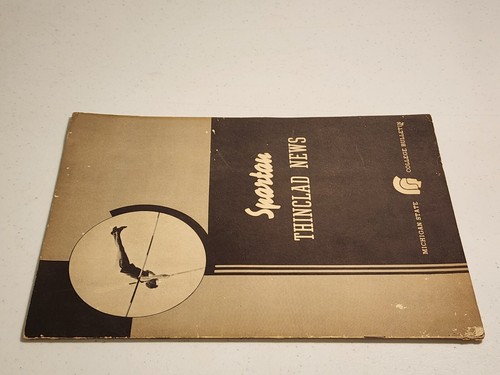 Spartan
THINCLAD NEWS
MICHIGAN STATE COLLEGE BULLETIN